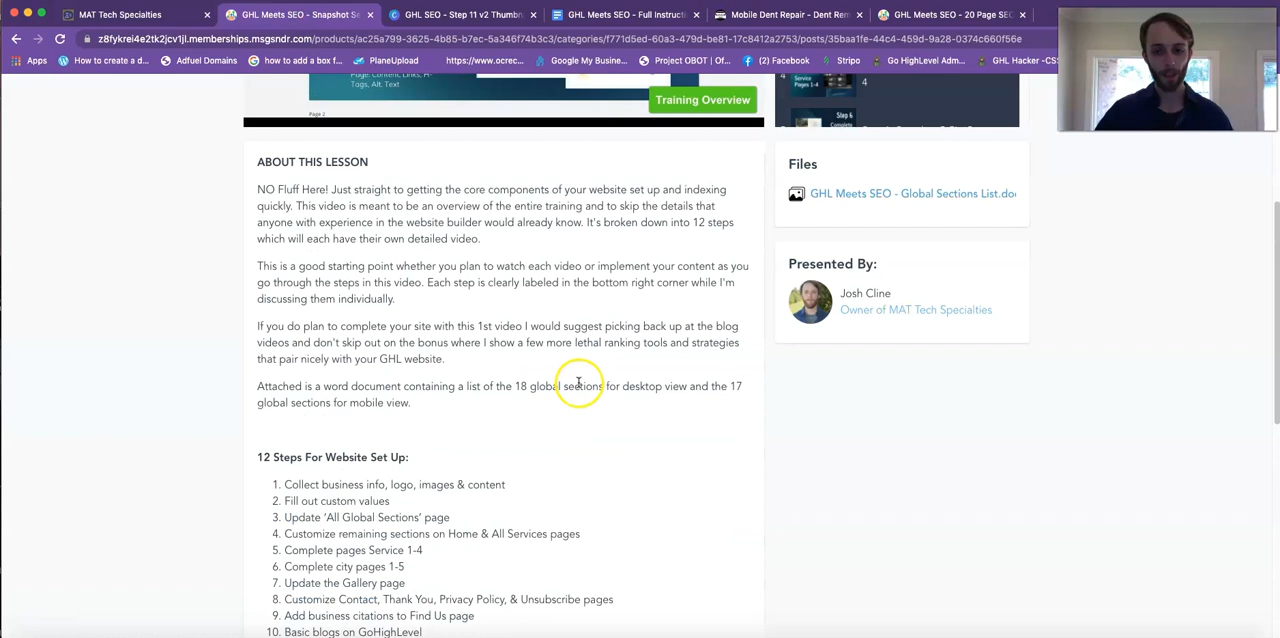 MAT Tech Specialties
GHL Meets SEO - Snapshot Se
GHL SEO - Step 11 v2 Thumbn
GHL Meets SEO - Full Instructi
Mobile Dent Repair - Dent Rem
GHL Meets SEO - 20 Page SEO
z8fykrei4e2tk2jcv1jl.memberships.msgsndr.com/products/ac25a799-3625-4b85-b7ec-5a346f74b3c3/categories/f771d5ed-60a3-479d-be81-17c8412a2753/posts/35baa1fe-44c4-459d-9a28-0374c660f56e
Apps
How to create a d...
Adfuel Domains
how to add a box f...
PlaneUpload
https://www.ocrec...
Google My Busine...
Project OBOT | Of...
(2) Facebook
Stripo
Go HighLevel Adm...
GHL Hacker -CSS
Page: Content, Links, H-
Tags, Alt. Text
Page 2
Training Overview
Service
Pages 1-4
4
Step 6
Complete
ABOUT THIS LESSON
NO Fluff Here! Just straight to getting the core components of your website set up and indexing
quickly. This video is meant to be an overview of the entire training and to skip the details that
anyone with experience in the website builder would already know. It's broken down into 12 steps
which will each have their own detailed video.
This is a good starting point whether you plan to watch each video or implement your content as you
go through the steps in this video. Each step is clearly labeled in the bottom right corner while I'm
discussing them individually.
If you do plan to complete your site with this 1st video I would suggest picking back up at the blog
videos and don't skip out on the bonus where I show a few more lethal ranking tools and strategies
that pair nicely with your GHL website.
Attached is a word document containing a list of the 18 global sections for desktop view and the 17
global sections for mobile view.
12 Steps For Website Set Up:
1. Collect business info, logo, images & content
2. Fill out custom values
3. Update 'All Global Sections' page
4. Customize remaining sections on Home & All Services pages
5. Complete pages Service 1-4
6. Complete city pages 1-5
7. Update the Gallery page
8. Customize Contact, Thank You, Privacy Policy, & Unsubscribe pages
9. Add business citations to Find Us page
10. Basic blogs on GoHighLevel
Files
GHL Meets SEO - Global Sections List.doc
Presented By:
Josh Cline
Owner of MAT Tech Specialties